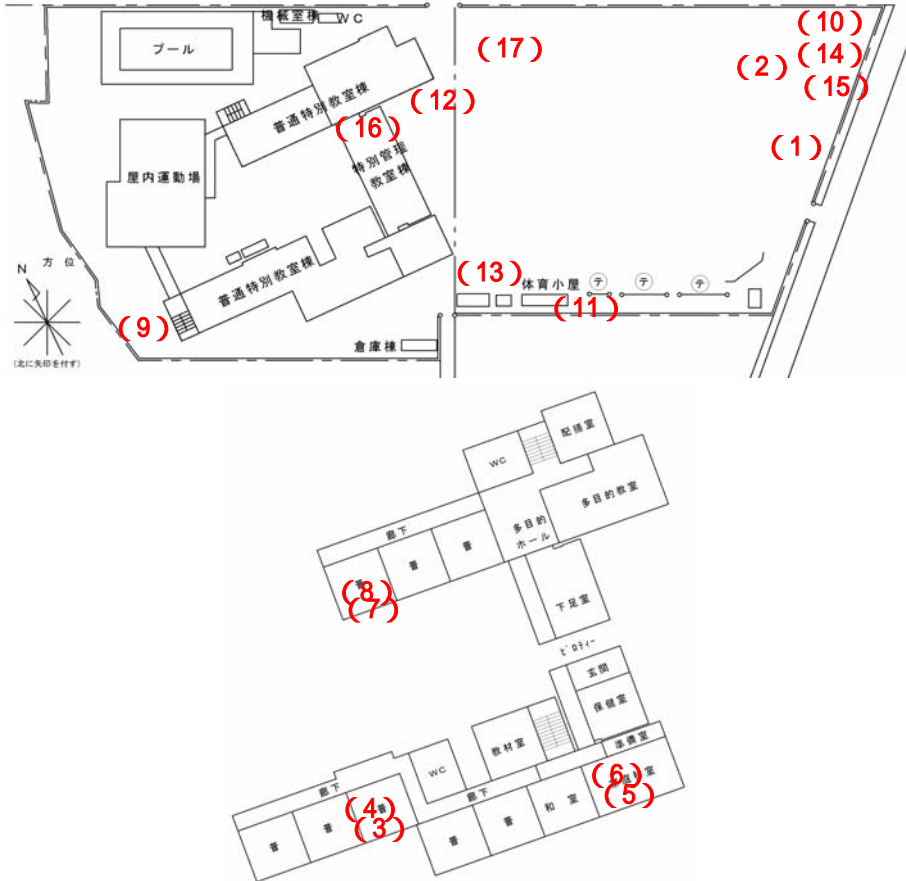 機械室棟
WC
プール
(10)
(17)
(14)
(2)
(15)
(12)
普通特別教室棟
(16)
(1)
特別管理
教室棟
屋内運動場
普通特別教室棟
(13)
体育小屋
テ
テ
テ
(11)
N
方位
(9)
倉庫棟
(北に矢印を付す)
配膳室
WC
多目的教室
廊下
多目的
ホール
普
普
普
(8)
(7)
下足室
ピロティー
玄関
保健室
教材室
準備室
WC
(6)
(5)
廊下
廊下
(4)
普
(3)
和室
普
普
普
普